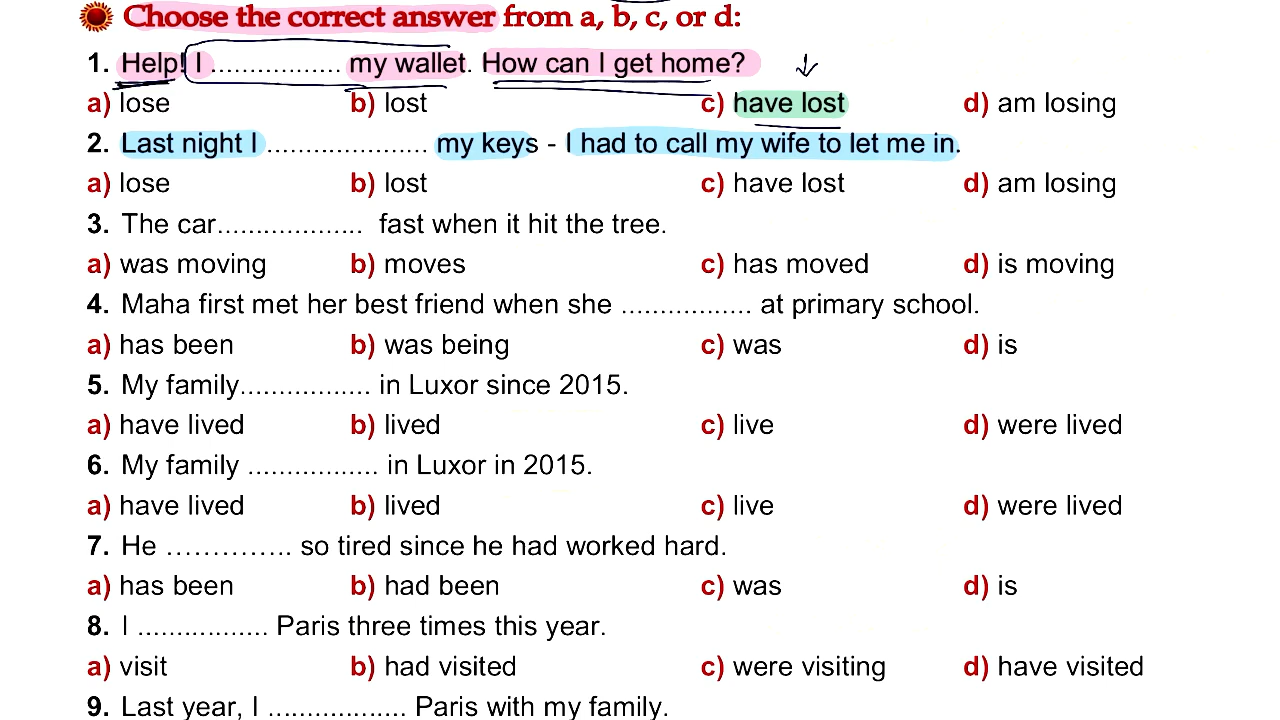 Choose the correct answer from a, b, c, or d:
1. Help! I ................. my wallet. How can I get home?
a) lose b) lost c) have lost d) am losing
2. Last night I ..................... my keys - I had to call my wife to let me in.
a) lose b) lost c) have lost d) am losing
3. The car................... fast when it hit the tree.
a) was moving b) moves c) has moved d) is moving
4. Maha first met her best friend when she ................. at primary school.
a) has been b) was being c) was d) is
5. My family................. in Luxor since 2015.
a) have lived b) lived c) live d) were lived
6. My family ................. in Luxor in 2015.
a) have lived b) lived c) live d) were lived
7. He ………….. so tired since he had worked hard.
a) has been b) had been c) was d) is
8. I ................. Paris three times this year.
a) visit b) had visited c) were visiting d) have visited
9. Last year, I .................. Paris with my family.